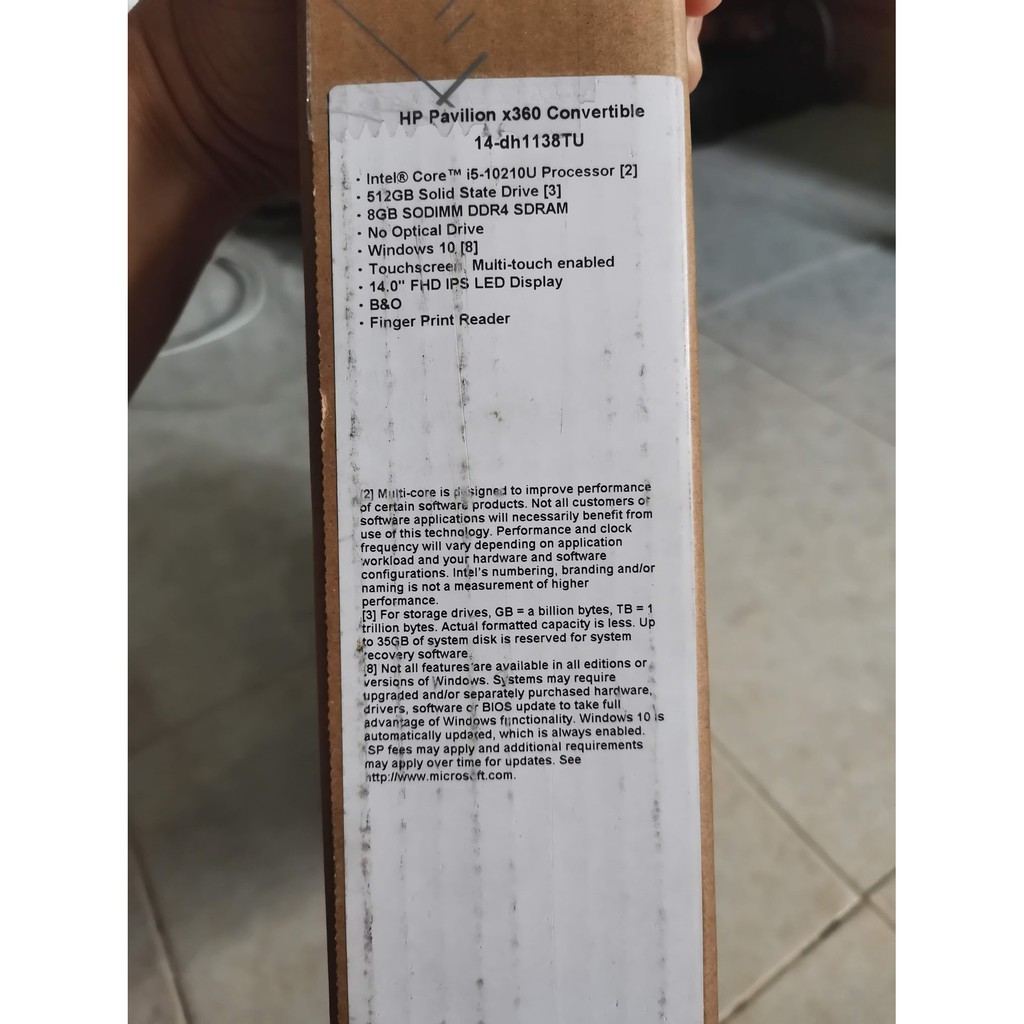 HP Pavilion x360 Convertible
14-dh1138TU
· Intel® Core™ i5-10210U Processor [2]
· 512GB Solid State Drive [3]
· 8GB SODIMM DDR4 SDRAM
· No Optical Drive
· Windows 10 [8]
· Touchscreen, Multi-touch enabled
· 14.0" FHD IPS LED Display
· B&O
· Finger Print Reader
[2] Multi-core is designed to improve performance
of certain software products. Not all customers or
software applications will necessarily benefit from
use of this technology. Performance and clock
frequency will vary depending on application
workload and your hardware and software
configurations. Intel's numbering, branding and/or
naming is not a measurement of higher
performance.
[3] For storage drives, GB = a billion bytes, TB = 1
trillion bytes. Actual formatted capacity is less. Up
to 35GB of system disk is reserved for system
recovery software.
[8] Not all features are available in all editions or
versions of Windows. Systems may require
upgraded and/or separately purchased hardware,
drivers, software or BIOS update to take full
advantage of Windows functionality. Windows 10 is
automatically updated, which is always enabled.
ISP fees may apply and additional requirements
may apply over time for updates. See
http://www.microsoft.com.